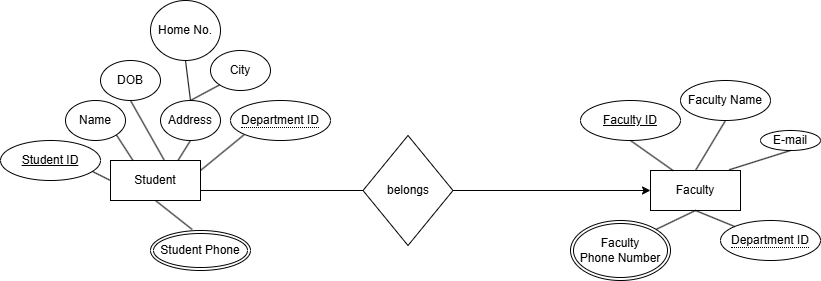 Home No.
City
DOB
Name
Address
Department ID
Student ID
Student
Student Phone
belongs
Faculty ID
Faculty Name
E-mail
Faculty
Faculty
Phone Number
Department ID